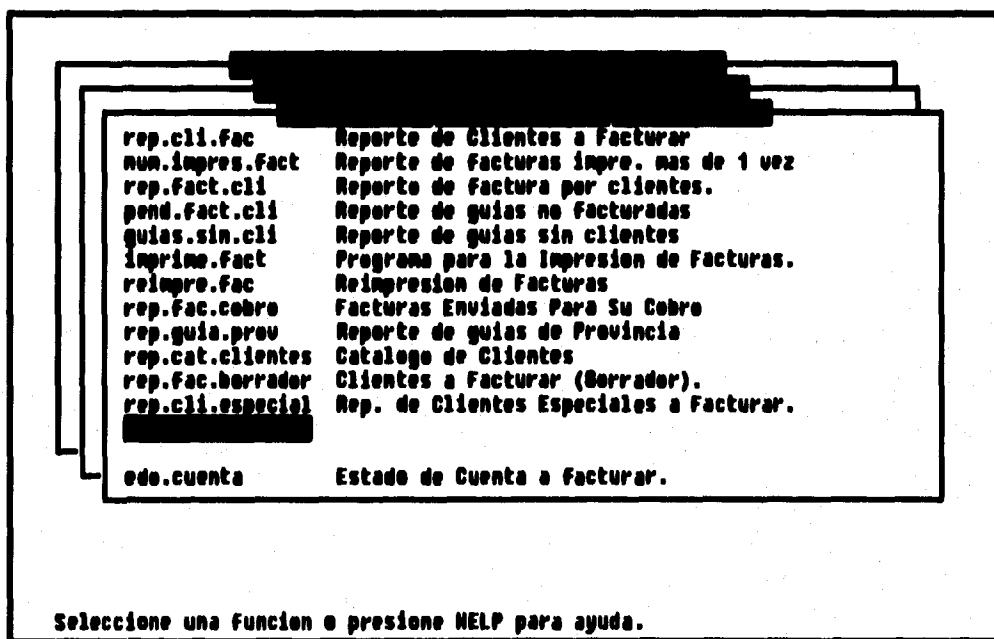 rep.cli.fac Reporte de Clientes a Facturar
num.impres.fact Reporte de facturas impre. mas de 1 vez
rep.fact.cli Reporte de factura por clientes.
pend.fact.cli Reporte de guias no facturadas
guias.sin.cli Reporte de guias sin clientes
imprime.fact Programa para la Impresion de Facturas.
reimpre.fac Reimpresion de Facturas
rep.fac.cobro Facturas Enviadas Para Su Cobro
rep.guia.prov Reporte de guias de Provincia
rep.cat.clientes Catalogo de Clientes
rep.fac.borrador Clientes a Facturar (Borrador).
rep.cli.especial Rep. de Clientes Especiales a Facturar.
edo.cuenta Estado de Cuenta a facturar.
Seleccione una funcion o presione HELP para ayuda.